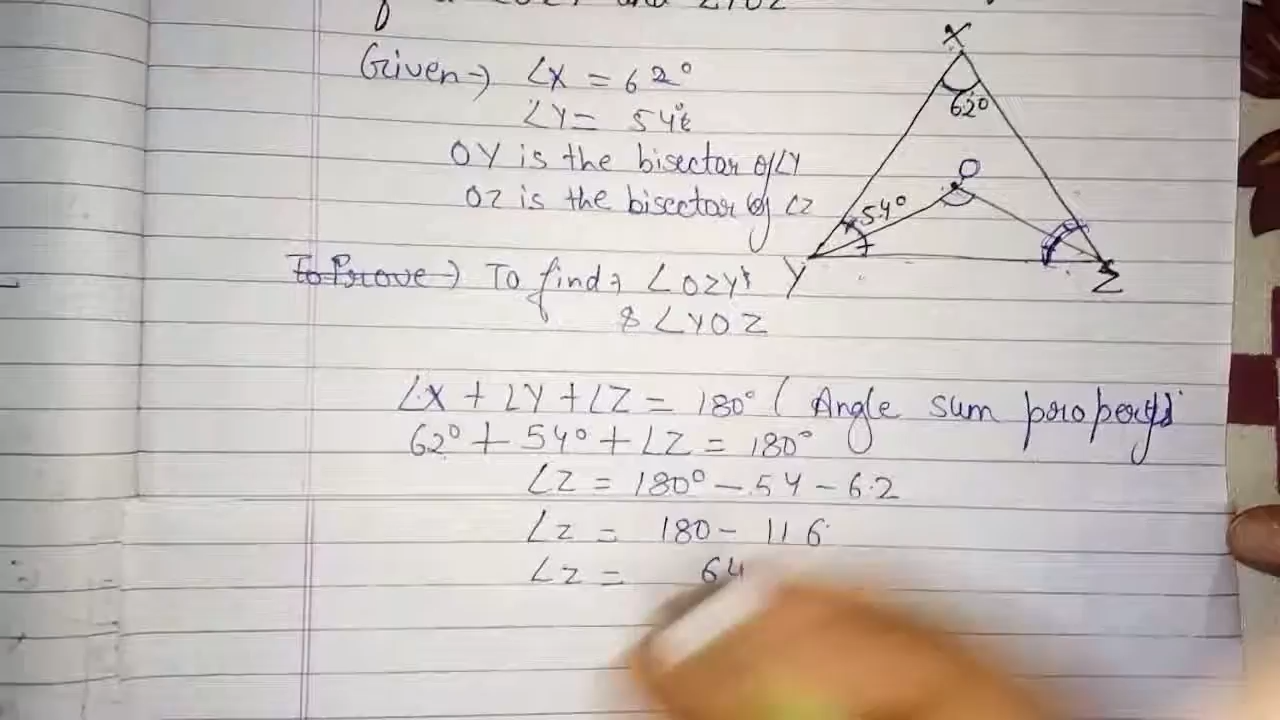 and
Given → ∠X = 62°
∠Y = 54°
OY is the bisector of ∠Y
OZ is the bisector of ∠Z
X
62°
O
54°
Y
Z
To Prove → To find → ∠OZY
& ∠YOZ
∠X + ∠Y + ∠Z = 180° ( Angle sum
62° + 54° + ∠Z = 180°
∠Z = 180° - 54 - 62
∠Z = 180 - 116
∠Z = 64